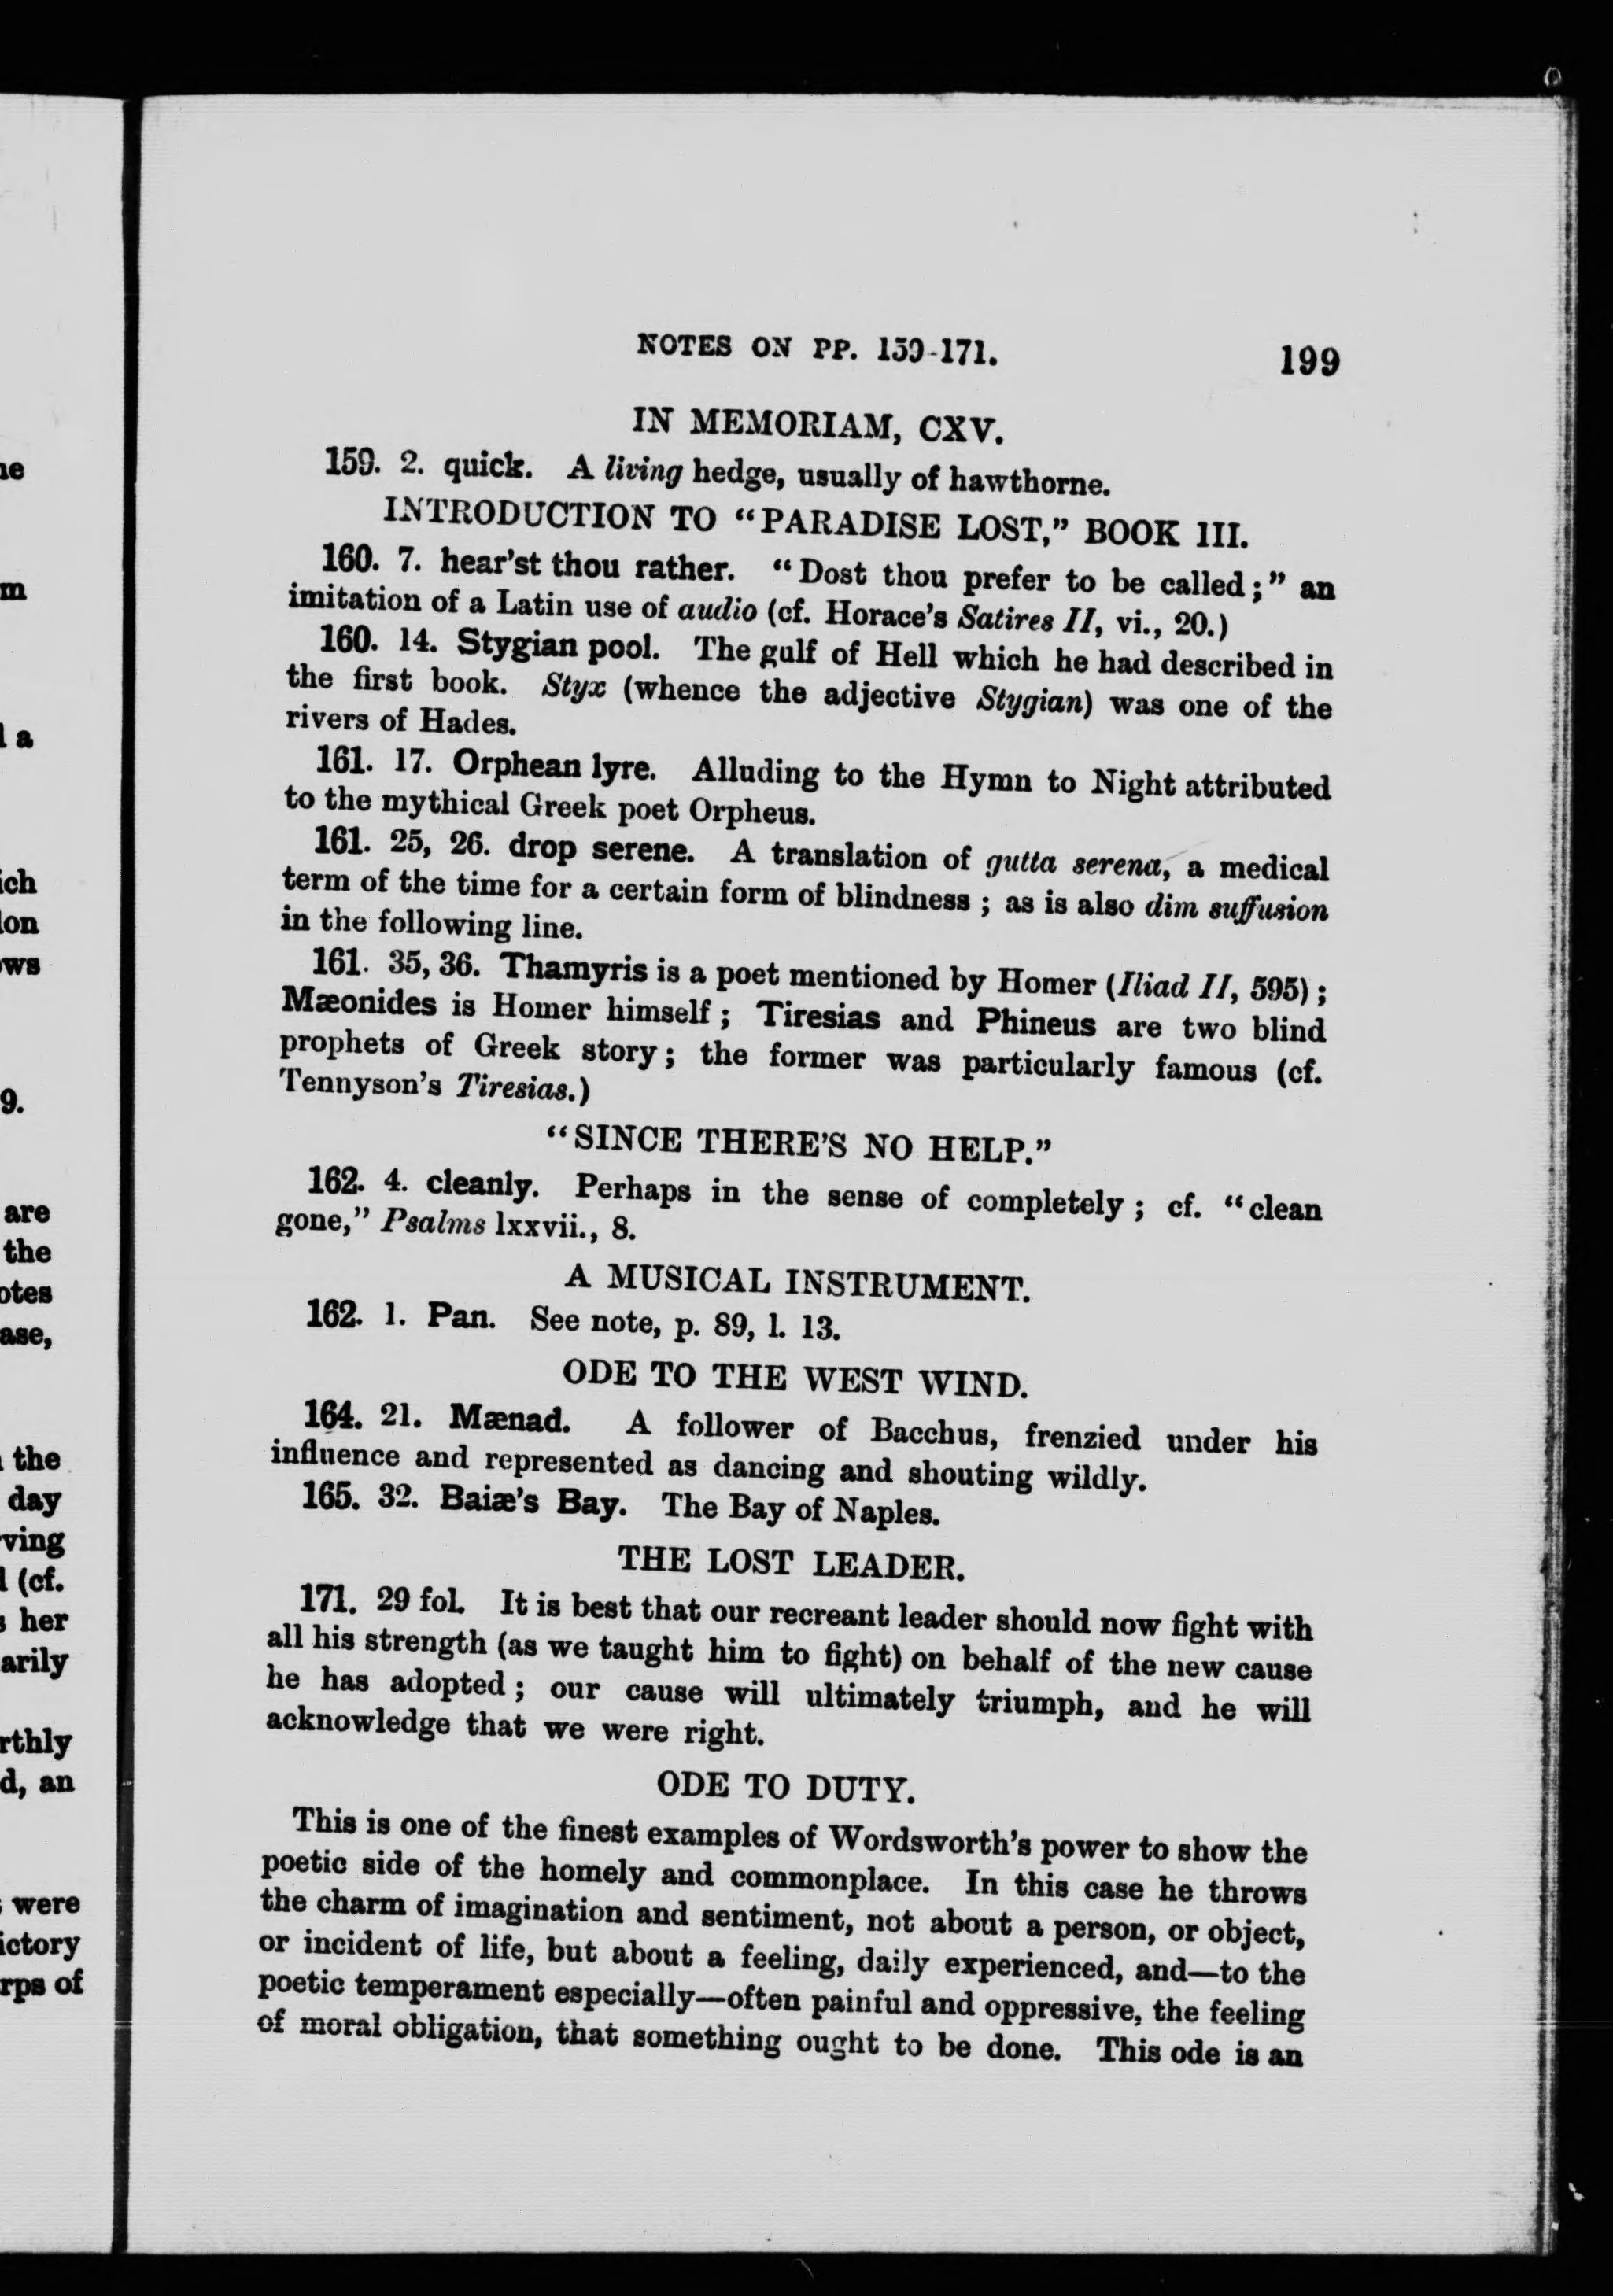 NOTES ON PP. 159-171. 199
IN MEMORIAM, CXV.
159. 2. quick. A living hedge, usually of hawthorne.
INTRODUCTION TO “PARADISE LOST,” BOOK III.
160. 7. hear’st thou rather. “Dost thou prefer to be called;” an
imitation of a Latin use of audio (cf. Horace’s Satires II, vi., 20.)
160. 14. Stygian pool. The gulf of Hell which he had described in
the first book. Styx (whence the adjective Stygian) was one of the
rivers of Hades.
161. 17. Orphean lyre. Alluding to the Hymn to Night attributed
to the mythical Greek poet Orpheus.
161. 25, 26. drop serene. A translation of gutta serena, a medical
term of the time for a certain form of blindness ; as is also dim suffusion
in the following line.
161. 35, 36. Thamyris is a poet mentioned by Homer (Iliad II, 595) ;
Mæonides is Homer himself ; Tiresias and Phineus are two blind
prophets of Greek story ; the former was particularly famous (cf.
Tennyson’s Tiresias.)
“SINCE THERE’S NO HELP.”
162. 4. cleanly. Perhaps in the sense of completely ; cf. “clean
gone,” Psalms lxxvii., 8.
A MUSICAL INSTRUMENT.
162. 1. Pan. See note, p. 89, l. 13.
ODE TO THE WEST WIND.
164. 21. Mænad. A follower of Bacchus, frenzied under his
influence and represented as dancing and shouting wildly.
165. 32. Baiæ’s Bay. The Bay of Naples.
THE LOST LEADER.
171. 29 fol. It is best that our recreant leader should now fight with
all his strength (as we taught him to fight) on behalf of the new cause
he has adopted ; our cause will ultimately triumph, and he will
acknowledge that we were right.
ODE TO DUTY.
This is one of the finest examples of Wordsworth’s power to show the
poetic side of the homely and commonplace. In this case he throws
the charm of imagination and sentiment, not about a person, or object,
or incident of life, but about a feeling, daily experienced, and—to the
poetic temperament especially—often painful and oppressive, the feeling
of moral obligation, that something ought to be done. This ode is an